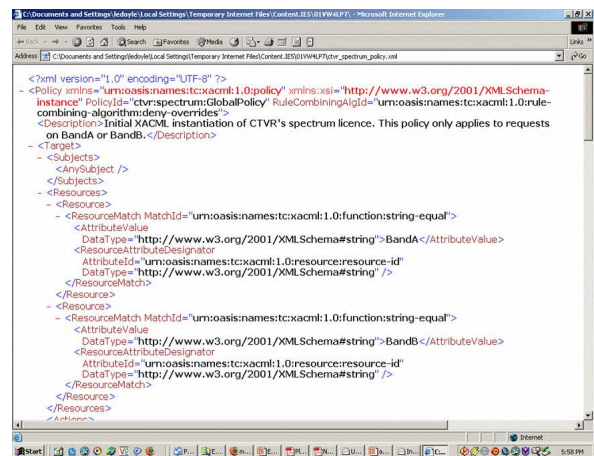 C:\Documents and Settings\ledoyle\Local Settings\Temporary Internet Files\Content.IE5\01VW4LP7\ - Microsoft Internet Explorer
File Edit View Favorites Tools Help
Back Search Favorites Media Links
Address C:\Documents and Settings\ledoyle\Local Settings\Temporary Internet Files\Content.IE5\01VW4LP7\ctvr_spectrum_policy.xml Go
<?xml version="1.0" encoding="UTF-8" ?>
- <Policy xmlns="urn:oasis:names:tc:xacml:1.0:policy" xmlns:xsi="http://www.w3.org/2001/XMLSchema-
instance" PolicyId="ctvr:spectrum:GlobalPolicy" RuleCombiningAlgId="urn:oasis:names:tc:xacml:1.0:rule-
combining-algorithm:deny-overrides">
<Description>Initial XACML instantiation of CTVR's spectrum licence. This policy only applies to requests
on BandA or BandB.</Description>
- <Target>
- <Subjects>
<AnySubject />
</Subjects>
- <Resources>
- <Resource>
- <ResourceMatch MatchId="urn:oasis:names:tc:xacml:1.0:function:string-equal">
<AttributeValue
DataType="http://www.w3.org/2001/XMLSchema#string">BandA</AttributeValue>
<ResourceAttributeDesignator
AttributeId="urn:oasis:names:tc:xacml:1.0:resource:resource-id"
DataType="http://www.w3.org/2001/XMLSchema#string" />
</ResourceMatch>
</Resource>
- <Resource>
- <ResourceMatch MatchId="urn:oasis:names:tc:xacml:1.0:function:string-equal">
<AttributeValue
DataType="http://www.w3.org/2001/XMLSchema#string">BandB</AttributeValue>
<ResourceAttributeDesignator
AttributeId="urn:oasis:names:tc:xacml:1.0:resource:resource-id"
DataType="http://www.w3.org/2001/XMLSchema#string" />
</ResourceMatch>
</Resource>
</Resources>
- <Actions>
Internet
Start 5:58 PM